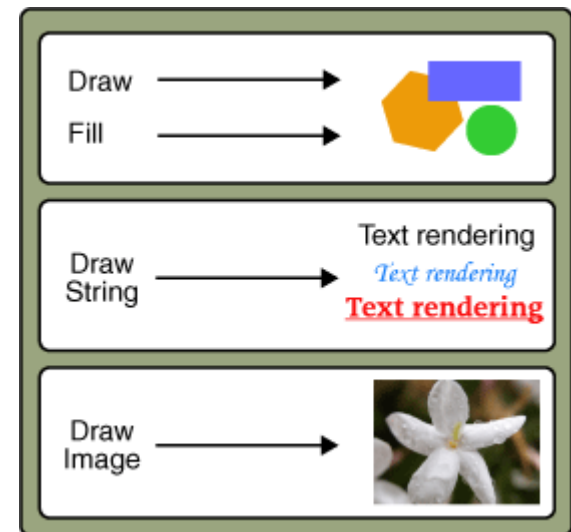 Draw
Fill
Draw
String
Text rendering
Text rendering
Text rendering
Draw
Image